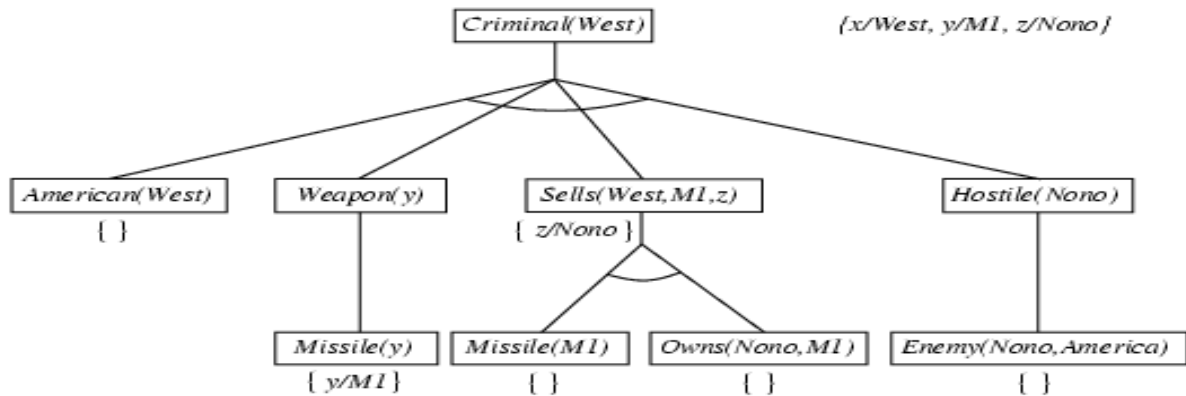 Criminal(West) {x/West, y/M1, z/Nono}
American(West) Weapon(y) Sells(West,M1,z) Hostile(Nono)
{ } { z/Nono }
Missile(y) Missile(M1) Owns(Nono,M1) Enemy(Nono,America)
{ y/M1 } { } { } { }